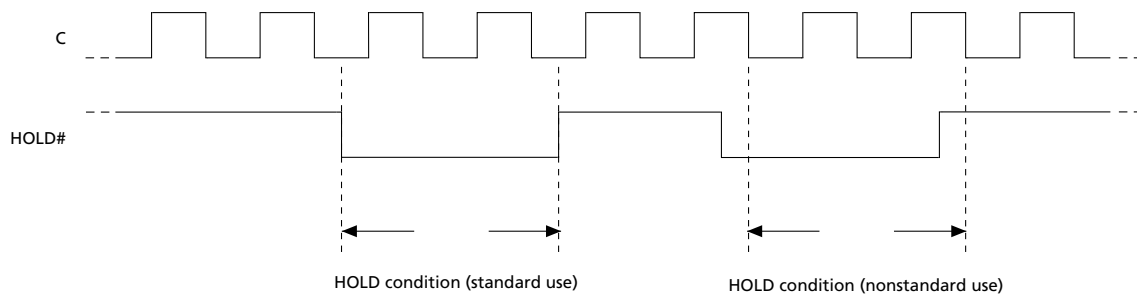 C
HOLD#
HOLD condition (standard use)
HOLD condition (nonstandard use)